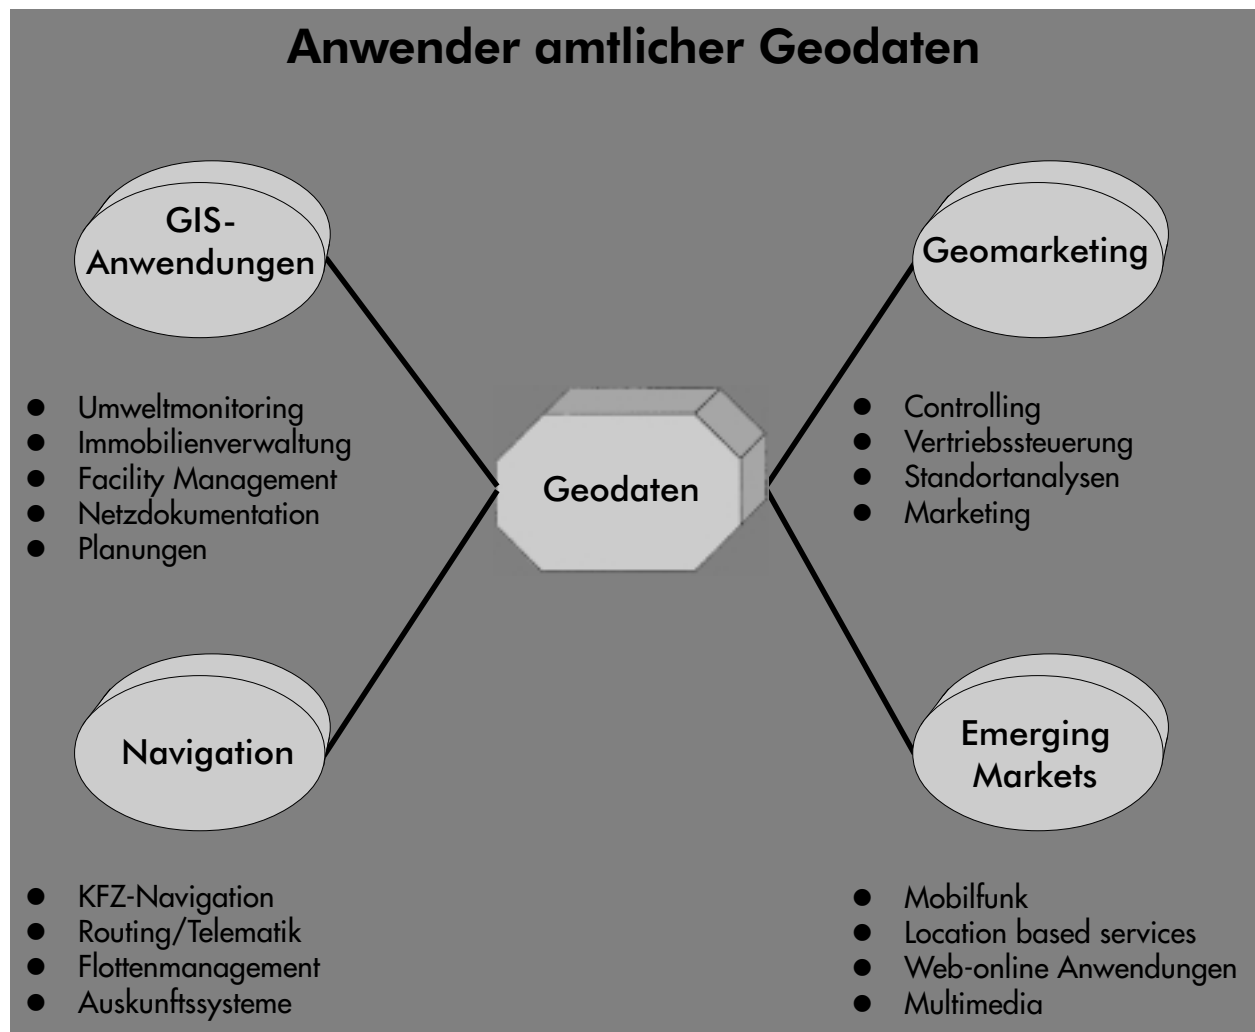 Anwender amtlicher Geodaten
GIS-
Anwendungen
● Umweltmonitoring
● Immobilienverwaltung
● Facility Management
● Netzdokumentation
● Planungen
Geomarketing
● Controlling
● Vertriebssteuerung
● Standortanalysen
● Marketing
Geodaten
Navigation
● KFZ-Navigation
● Routing/Telematik
● Flottenmanagement
● Auskunftssysteme
Emerging
Markets
● Mobilfunk
● Location based services
● Web-online Anwendungen
● Multimedia